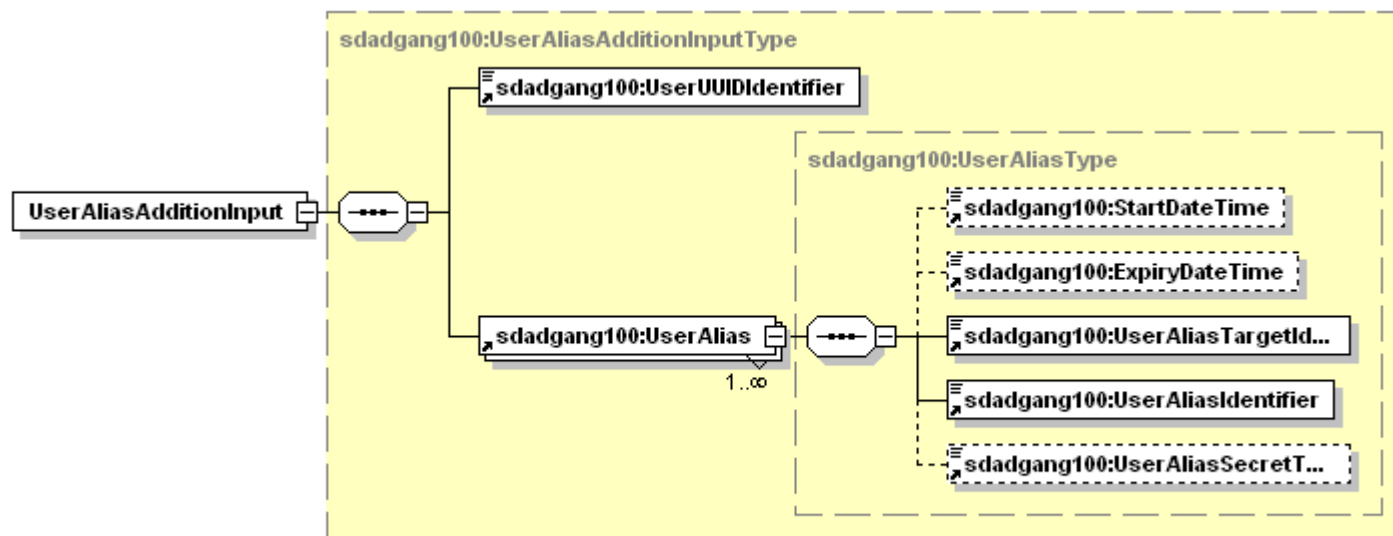 sdadgang100:UserAliasAdditionInputType
sdadgang100:UserUUIDIdentifier
sdadgang100:UserAliasType
sdadgang100:StartDateTime
UserAliasAdditionInput
sdadgang100:ExpiryDateTime
sdadgang100:UserAlias
1..∞
sdadgang100:UserAliasTargetId...
sdadgang100:UserAliasIdentifier
sdadgang100:UserAliasSecretT...